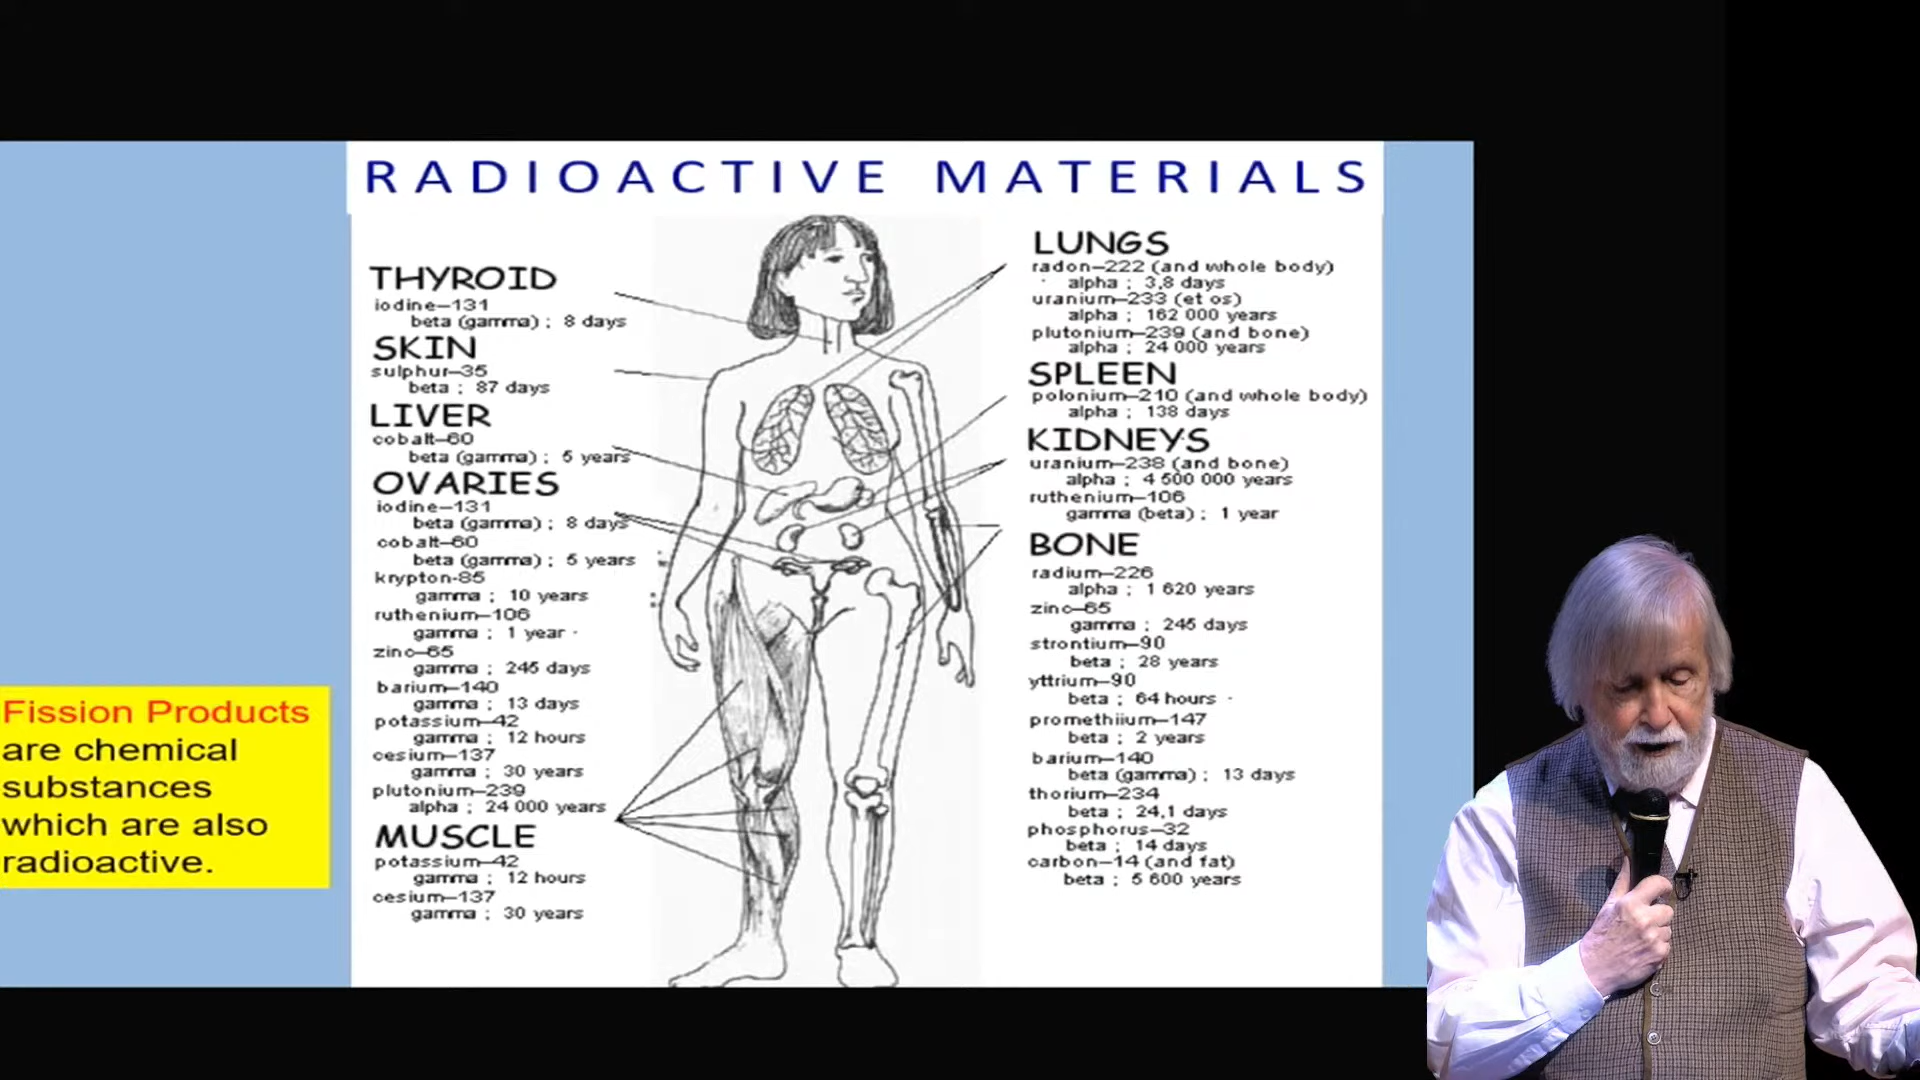 RADIOACTIVE MATERIALS
THYROID
iodine–131
beta (gamma) ; 8 days
SKIN
sulphur–35
beta ; 87 days
LIVER
cobalt–60
beta (gamma) ; 5 years
OVARIES
iodine–131
beta (gamma) ; 8 days
cobalt–60
beta (gamma) ; 5 years
krypton-85
gamma ; 10 years
ruthenium–106
gamma ; 1 year
zinc–65
gamma ; 245 days
barium–140
gamma ; 13 days
potassium–42
gamma ; 12 hours
cesium–137
gamma ; 30 years
plutonium–239
alpha ; 24 000 years
MUSCLE
potassium–42
gamma ; 12 hours
cesium–137
gamma ; 30 years
LUNGS
radon–222 (and whole body)
alpha ; 3,8 days
uranium–233 (et os)
alpha ; 162 000 years
plutonium–239 (and bone)
alpha ; 24 000 years
SPLEEN
polonium–210 (and whole body)
alpha ; 138 days
KIDNEYS
uranium–238 (and bone)
alpha ; 4 500 000 years
ruthenium–106
gamma (beta) ; 1 year
BONE
radium–226
alpha ; 1 620 years
zinc–65
gamma ; 245 days
strontium–90
beta ; 28 years
yttrium–90
beta ; 64 hours
promethiium–147
beta ; 2 years
barium–140
beta (gamma) ; 13 days
thorium–234
beta ; 24,1 days
phosphorus–32
beta ; 14 days
carbon–14 (and fat)
beta ; 5 600 years
Fission Products
are chemical
substances
which are also
radioactive.